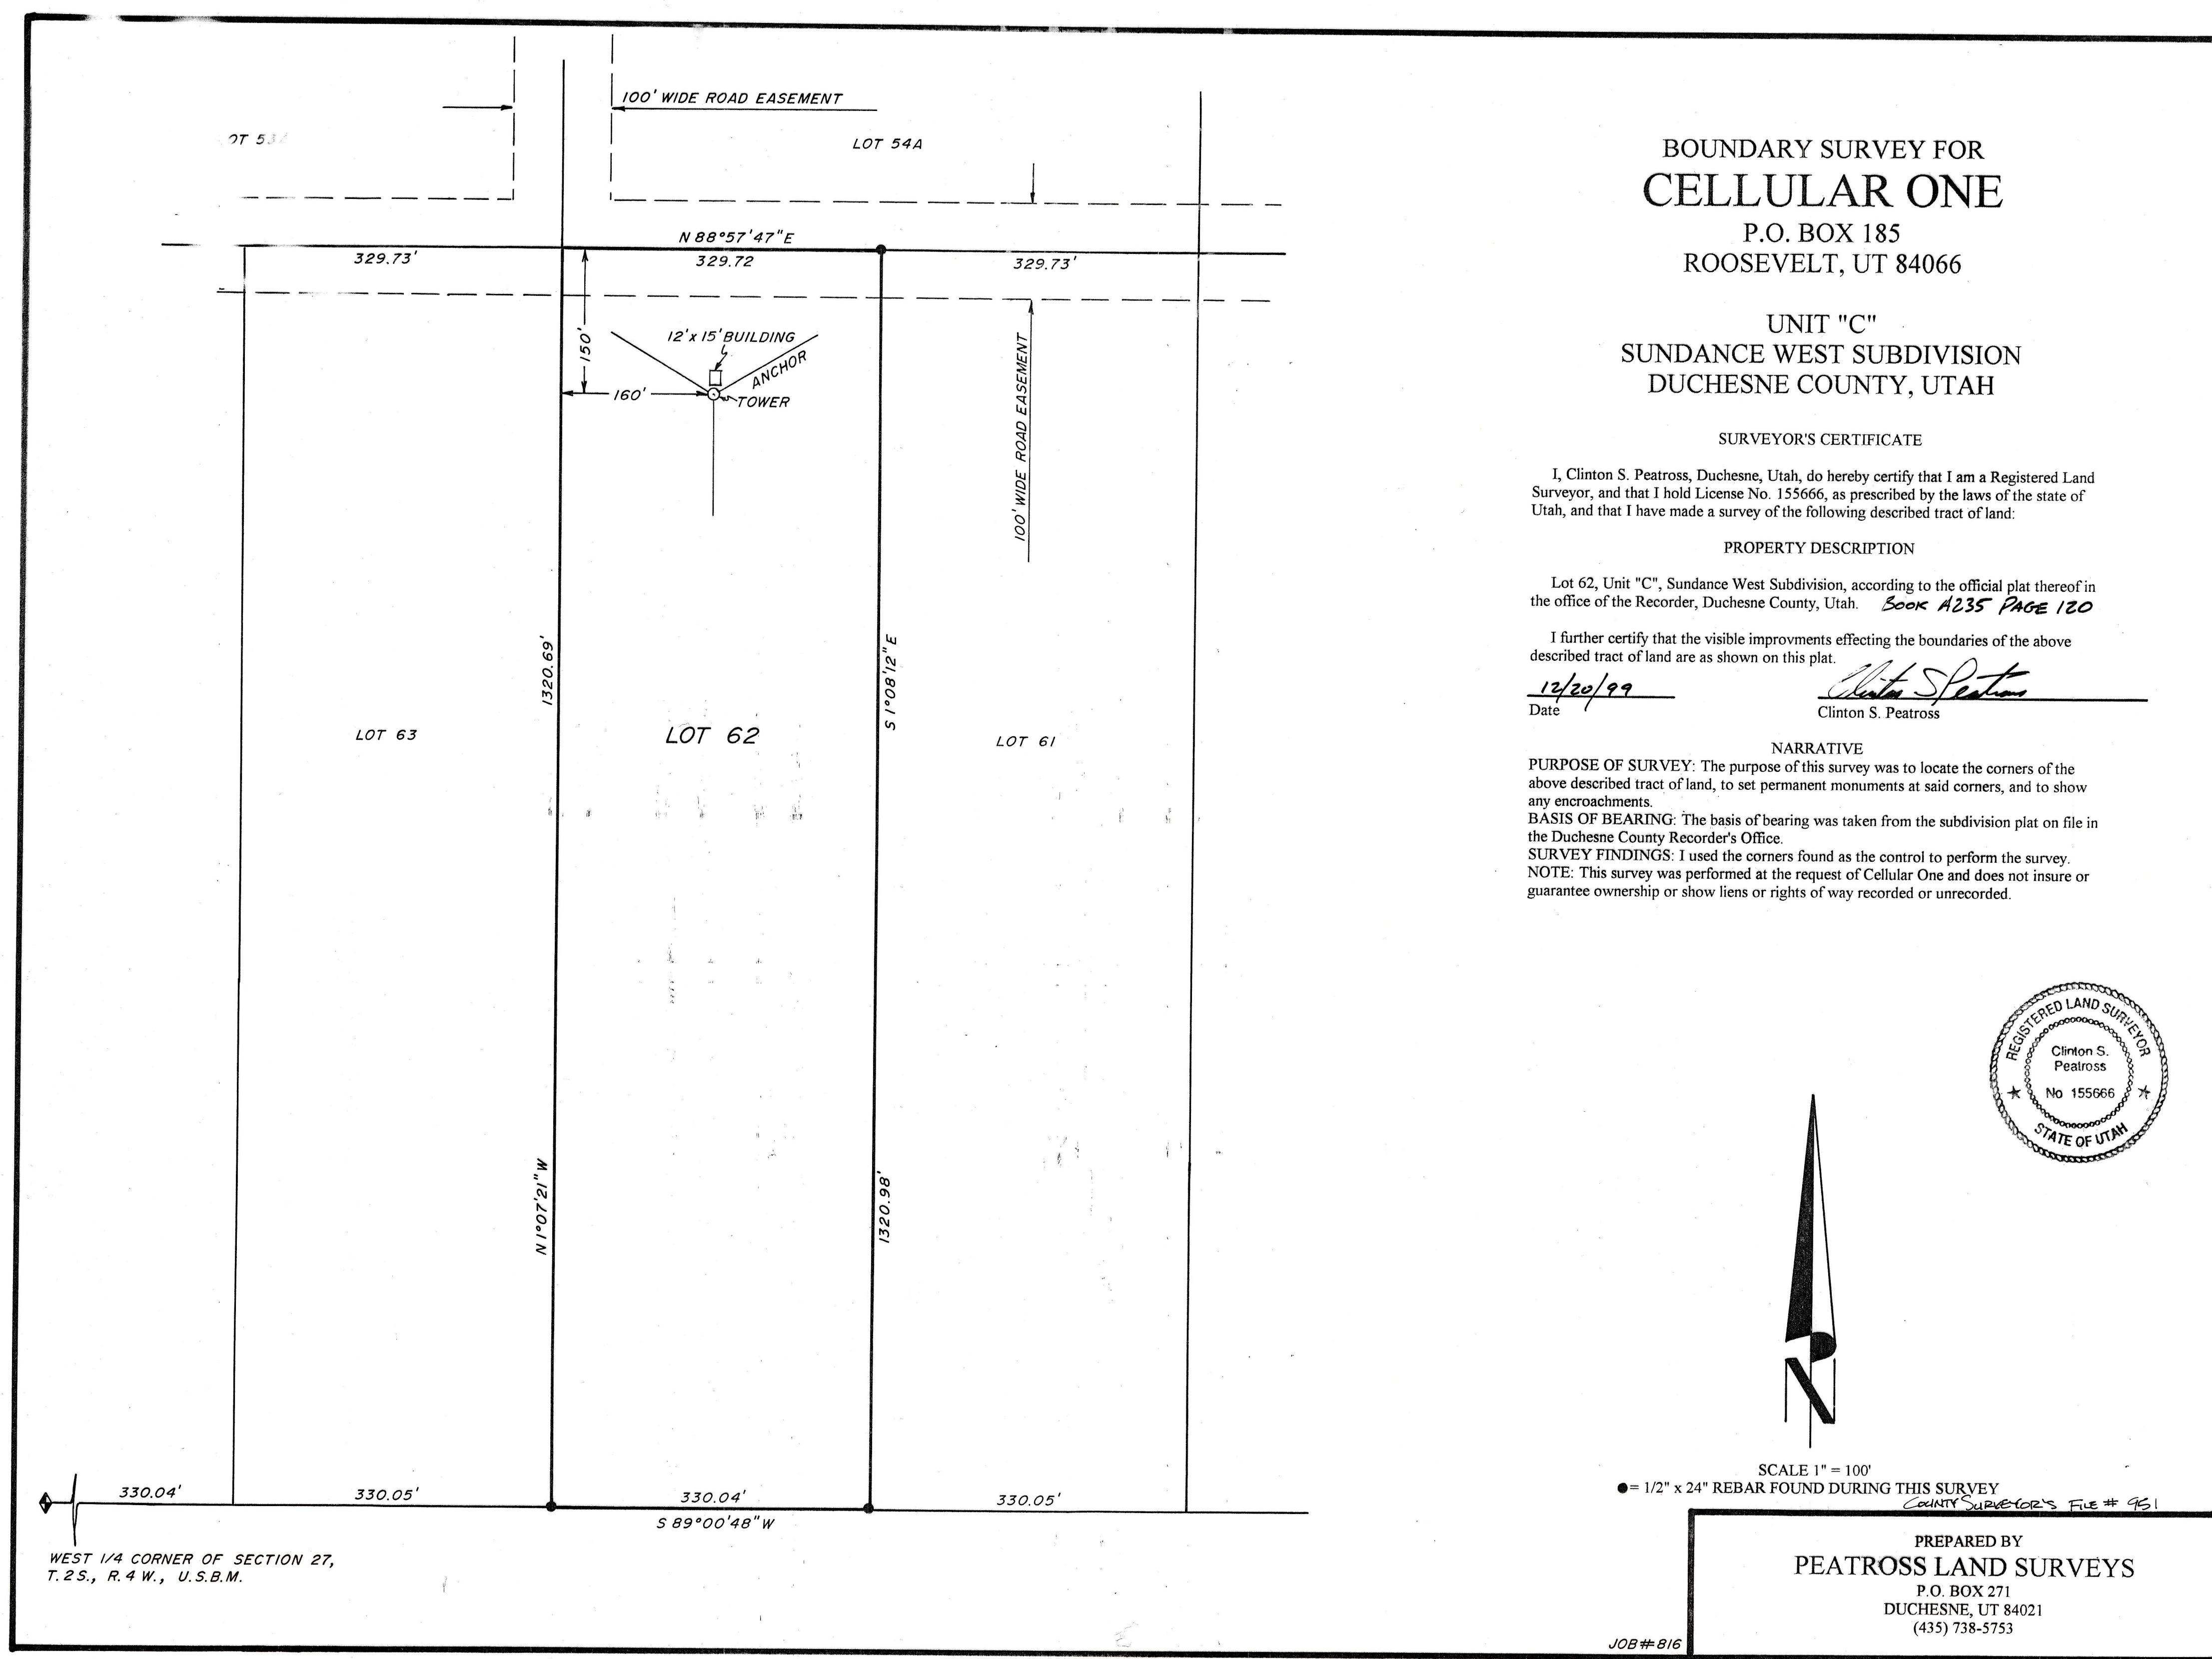 100' WIDE ROAD EASEMENT
LOT 54A
N 88°57'47"E
329.73'
329.72
329.73'
12'x 15' BUILDING
150'
ANCHOR
160'
TOWER
100' WIDE ROAD EASEMENT
1320.69'
S 1°08'12" E
LOT 63
LOT 62
LOT 61
N 1°07'21" W
1320.98'
330.04'
330.05'
330.04'
330.05'
S 89°00'48" W
WEST 1/4 CORNER OF SECTION 27,
T. 2 S., R. 4 W., U.S.B.M.
BOUNDARY SURVEY FOR
CELLULAR ONE
P.O. BOX 185
ROOSEVELT, UT 84066
UNIT "C"
SUNDANCE WEST SUBDIVISION
DUCHESNE COUNTY, UTAH
SURVEYOR'S CERTIFICATE
I, Clinton S. Peatross, Duchesne, Utah, do hereby certify that I am a Registered Land
Surveyor, and that I hold License No. 155666, as prescribed by the laws of the state of
Utah, and that I have made a survey of the following described tract of land:
PROPERTY DESCRIPTION
Lot 62, Unit "C", Sundance West Subdivision, according to the official plat thereof in
the office of the Recorder, Duchesne County, Utah. BOOK A235 PAGE 120
I further certify that the visible improvments effecting the boundaries of the above
described tract of land are as shown on this plat.
12/20/99 Clinton S Peatross
Date Clinton S. Peatross
NARRATIVE
PURPOSE OF SURVEY: The purpose of this survey was to locate the corners of the
above described tract of land, to set permanent monuments at said corners, and to show
any encroachments.
BASIS OF BEARING: The basis of bearing was taken from the subdivision plat on file in
the Duchesne County Recorder's Office.
SURVEY FINDINGS: I used the corners found as the control to perform the survey.
NOTE: This survey was performed at the request of Cellular One and does not insure or
guarantee ownership or show liens or rights of way recorded or unrecorded.
REGISTERED LAND SURVEYOR
Clinton S.
Peatross
No 155666
STATE OF UTAH
N
SCALE 1" = 100'
= 1/2" x 24" REBAR FOUND DURING THIS SURVEY
COUNTY SURVEYOR'S FILE # 951
PREPARED BY
PEATROSS LAND SURVEYS
P.O. BOX 271
DUCHESNE, UT 84021
(435) 738-5753
JOB # 816